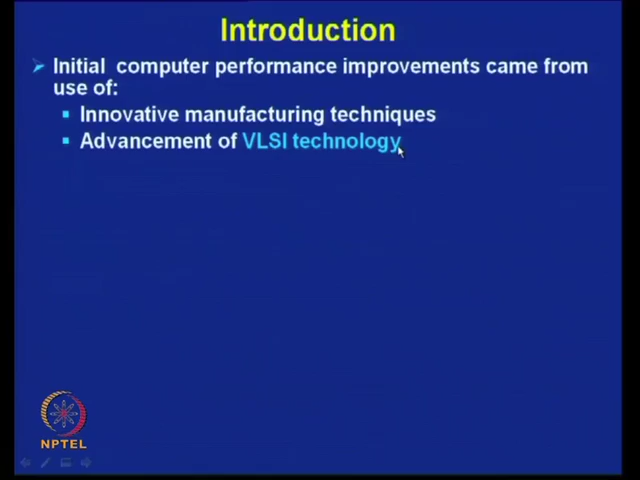 Introduction
Initial computer performance improvements came from
use of:
Innovative manufacturing techniques
Advancement of VLSI technology
NPTEL